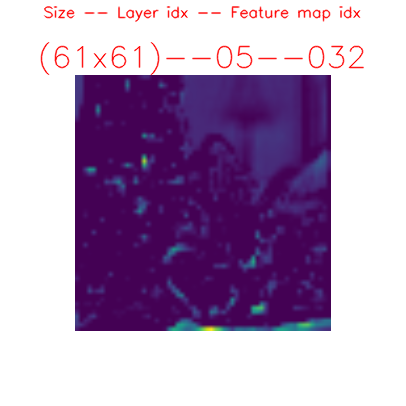 Size -- Layer idx -- Feature map idx
(61x61)--05--032